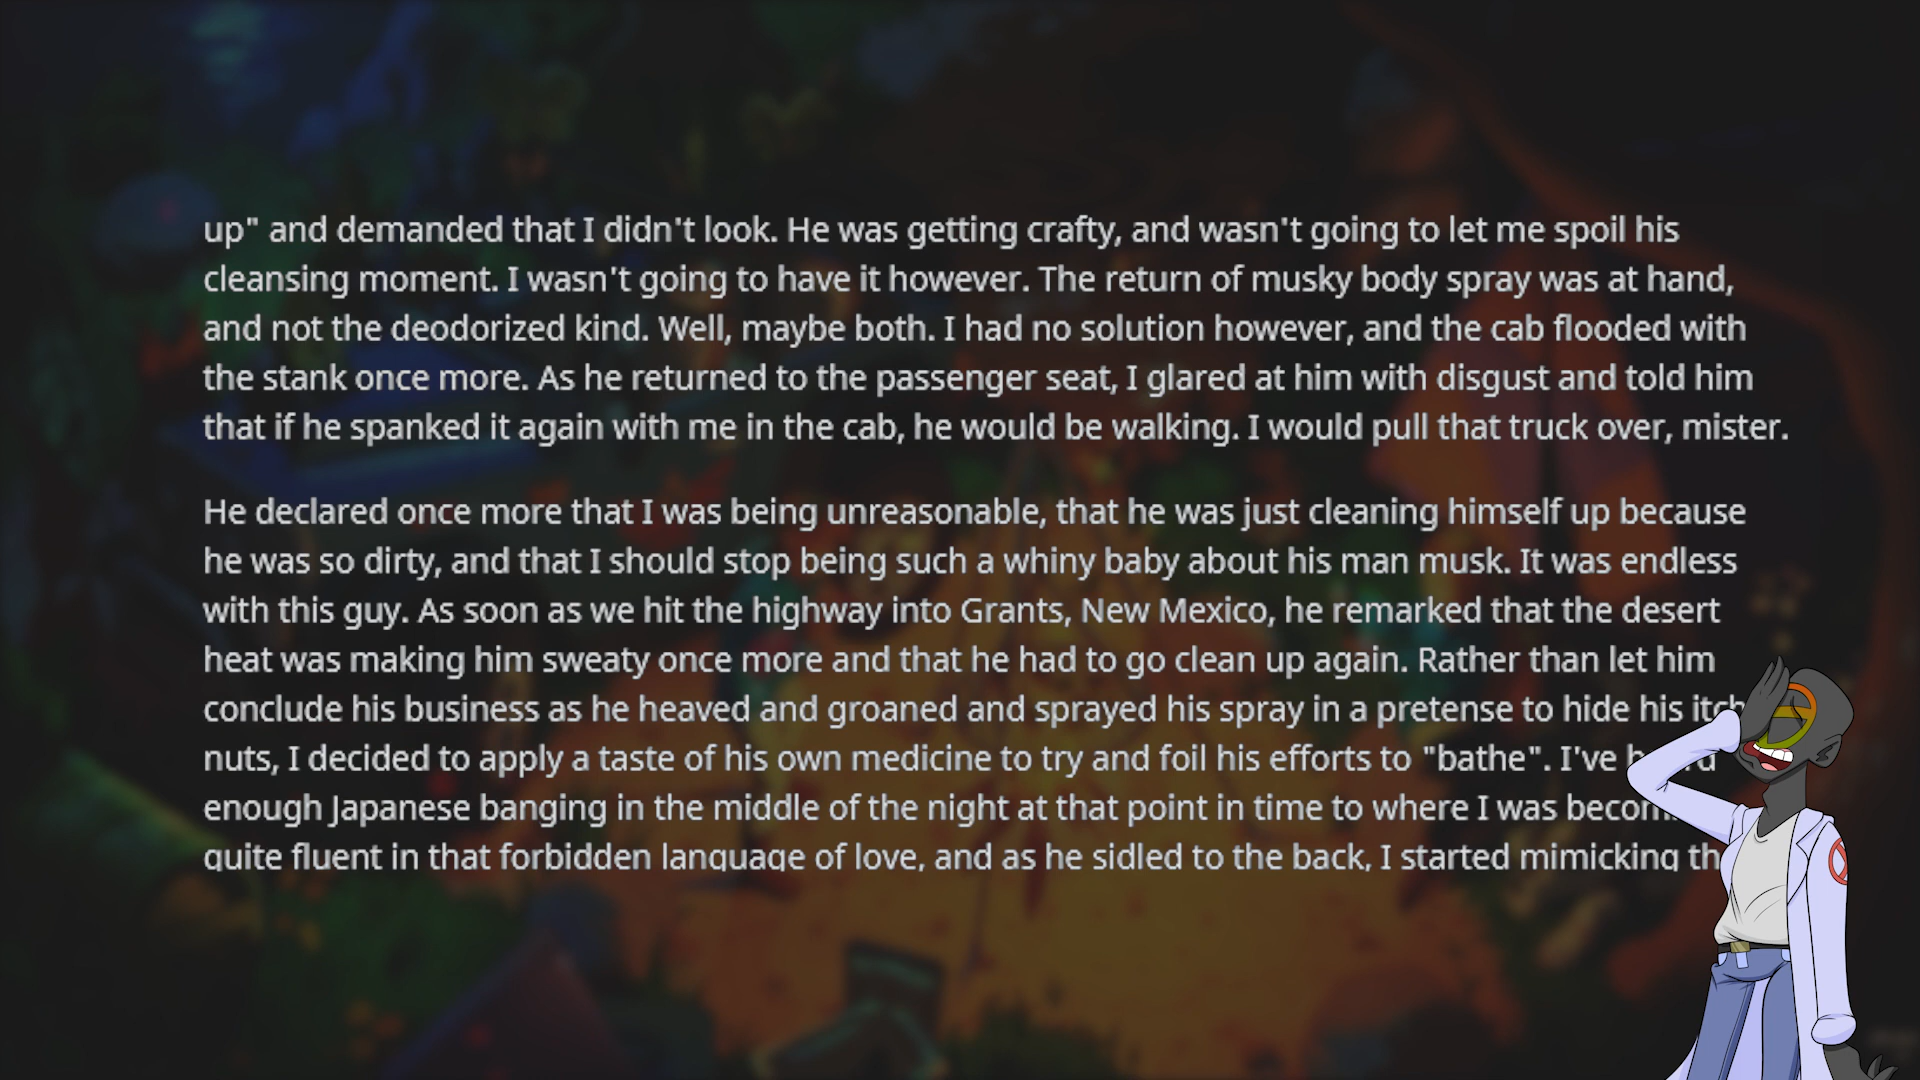 up" and demanded that I didn't look. He was getting crafty, and wasn't going to let me spoil his
cleansing moment. I wasn't going to have it however. The return of musky body spray was at hand,
and not the deodorized kind. Well, maybe both. I had no solution however, and the cab flooded with
the stank once more. As he returned to the passenger seat, I glared at him with disgust and told him
that if he spanked it again with me in the cab, he would be walking. I would pull that truck over, mister.
He declared once more that I was being unreasonable, that he was just cleaning himself up because
he was so dirty, and that I should stop being such a whiny baby about his man musk. It was endless
with this guy. As soon as we hit the highway into Grants, New Mexico, he remarked that the desert
heat was making him sweaty once more and that he had to go clean up again. Rather than let him
conclude his business as he heaved and groaned and sprayed his spray in a pretense to hide his itch
nuts, I decided to apply a taste of his own medicine to try and foil his efforts to "bathe". I've
enough Japanese banging in the middle of the night at that point in time to where I was
quite fluent in that forbidden language of love, and as he sidled to the back, I started mimicking